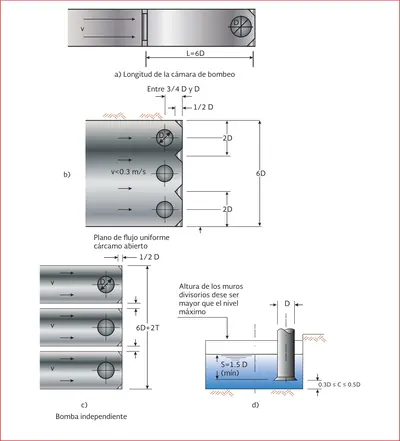 v
D
L=6D
a) Longitud de la cámara de bombeo
Entre 3/4 D y D
1/2 D
D
2D
b)
v<0.3 m/s
6D
2D
Plano de flujo uniforme
cárcamo abierto
1/2 D
v
D
v
6D+2T
v
c)
Bomba independiente
Altura de los muros
divisorios dese ser
mayor que el nivel
máximo
D
S=1.5 D
(min)
0.3D ≤ C ≤ 0.5D
d)